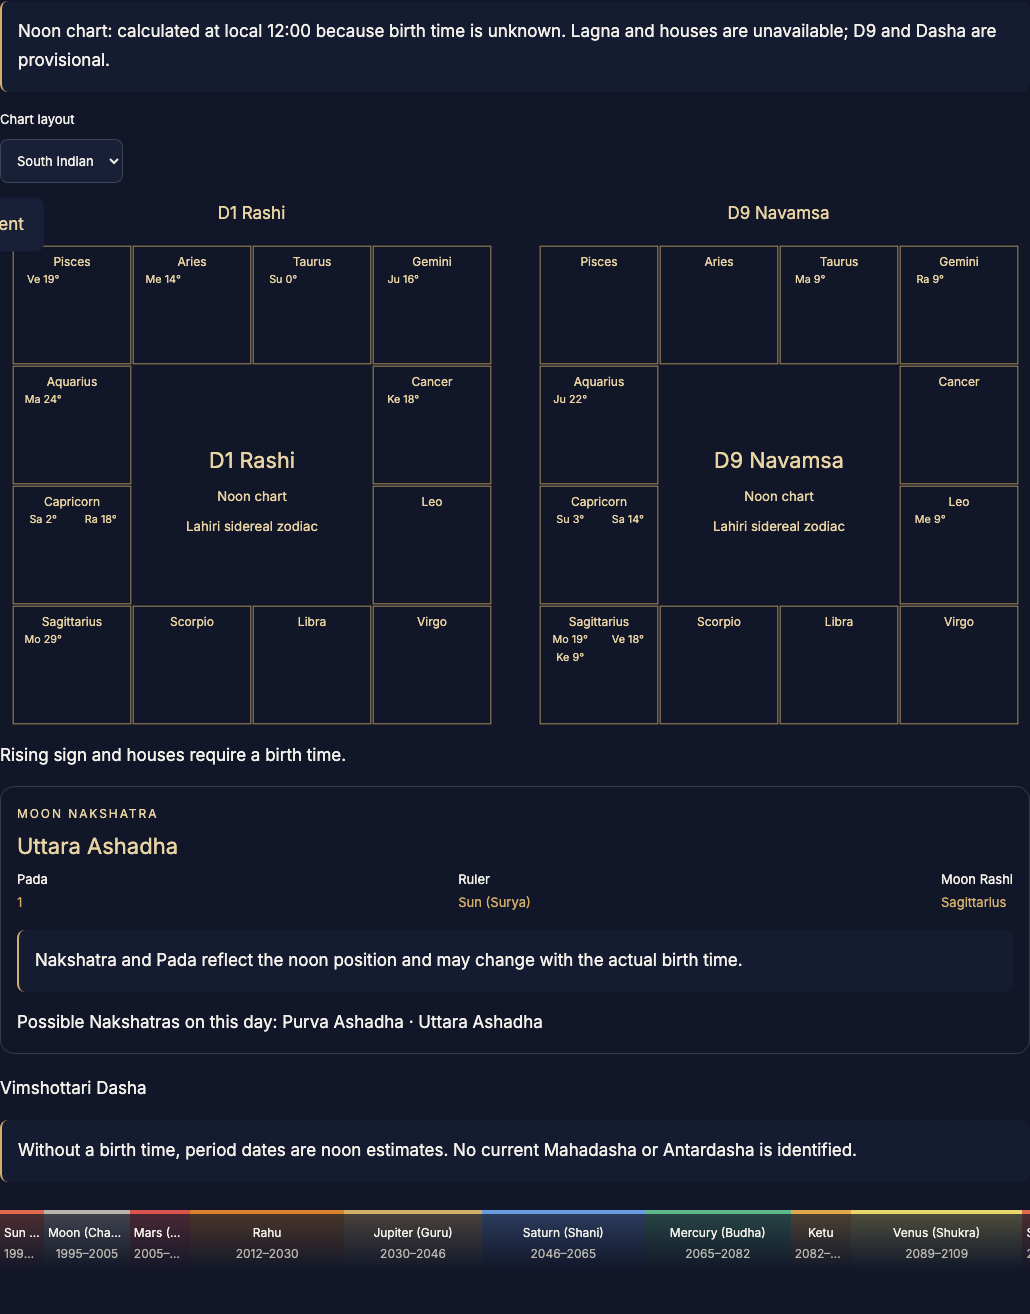 Noon chart: calculated at local 12:00 because birth time is unknown. Lagna and houses are unavailable; D9 and Dasha are
provisional.
Chart layout
South Indian
ent
D1 Rashi
Pisces
Ve 19°
Aries
Me 14°
Taurus
Su 0°
Gemini
Ju 16°
Aquarius
Ma 24°
Cancer
Ke 18°
D1 Rashi
Noon chart
Lahiri sidereal zodiac
Capricorn
Sa 2° Ra 18°
Leo
Sagittarius
Mo 29°
Scorpio
Libra
Virgo
D9 Navamsa
Pisces
Aries
Taurus
Ma 9°
Gemini
Ra 9°
Aquarius
Ju 22°
Cancer
D9 Navamsa
Noon chart
Lahiri sidereal zodiac
Capricorn
Su 3° Sa 14°
Leo
Me 9°
Sagittarius
Mo 19° Ve 18°
Ke 9°
Scorpio
Libra
Virgo
Rising sign and houses require a birth time.
MOON NAKSHATRA
Uttara Ashadha
Pada
1
Ruler
Sun (Surya)
Moon Rashi
Sagittarius
Nakshatra and Pada reflect the noon position and may change with the actual birth time.
Possible Nakshatras on this day: Purva Ashadha · Uttara Ashadha
Vimshottari Dasha
Without a birth time, period dates are noon estimates. No current Mahadasha or Antardasha is identified.
Sun ...
199...
Moon (Cha...
1995–2005
Mars (...
2005–...
Rahu
2012–2030
Jupiter (Guru)
2030–2046
Saturn (Shani)
2046–2065
Mercury (Budha)
2065–2082
Ketu
2082–...
Venus (Shukra)
2089–2109